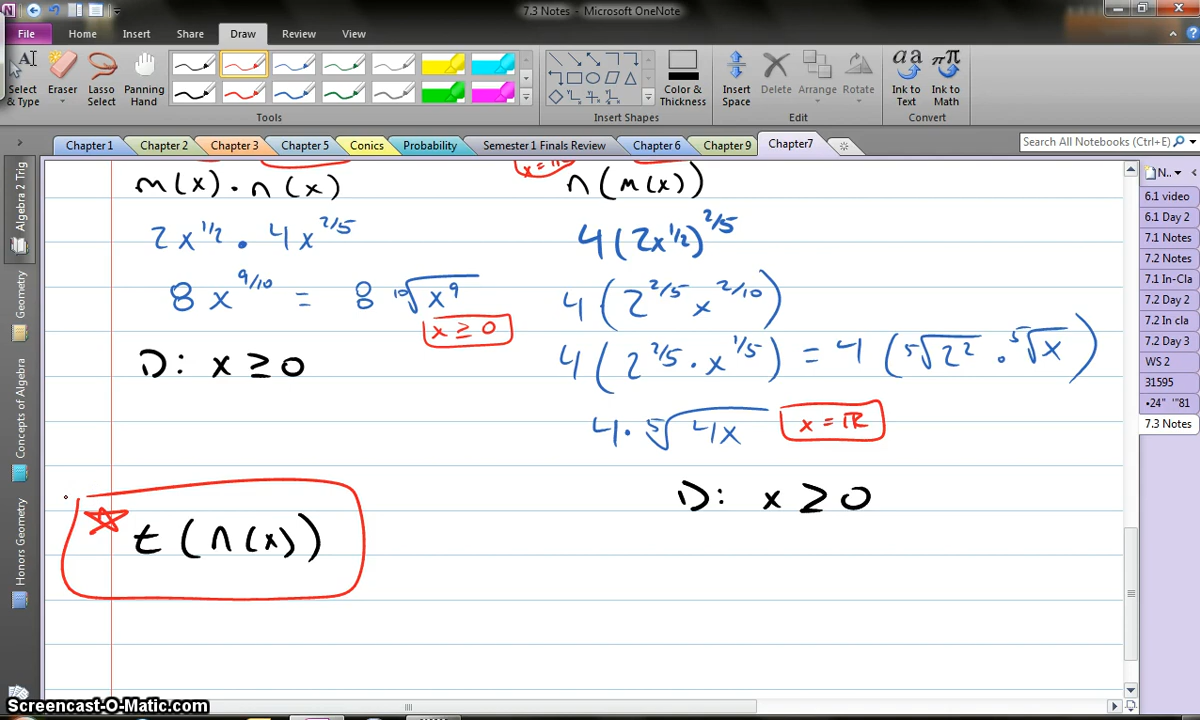 7.3 Notes - Microsoft OneNote
File Home Insert Share Draw Review View
Select & Type
Eraser
Lasso Select
Panning Hand
Color & Thickness
Insert Space
Delete
Arrange
Rotate
Ink to Text
Ink to Math
Tools
Insert Shapes
Edit
Convert
Chapter 1 Chapter 2 Chapter 3 Chapter 5 Conics Probability Semester 1 Finals Review Chapter 6 Chapter 9 Chapter7
Search All Notebooks (Ctrl+E)
Algebra 2 Trig
Geometry
Concepts of Algebra
Honors Geometry
N..
6.1 video
6.1 Day 2
7.1 Notes
7.2 Notes
7.1 In-Cla
7.2 Day 2
7.2 In cla
7.2 Day 3
WS 2
31595
•24" '"81
7.3 Notes
m(x) · n(x)
2x^1/2 · 4x^2/5
8x^9/10 = 8 ¹⁰√x⁹
x ≥ 0
D: x ≥ 0
t(n(x))
n(m(x))
4(2x^1/2)^2/5
4(2^2/5 x^2/10)
4(2^2/5 · x^1/5) = 4(⁵√2² · ⁵√x)
4 · ⁵√4x
x = ℝ
D: x ≥ 0
Screencast-O-Matic.com